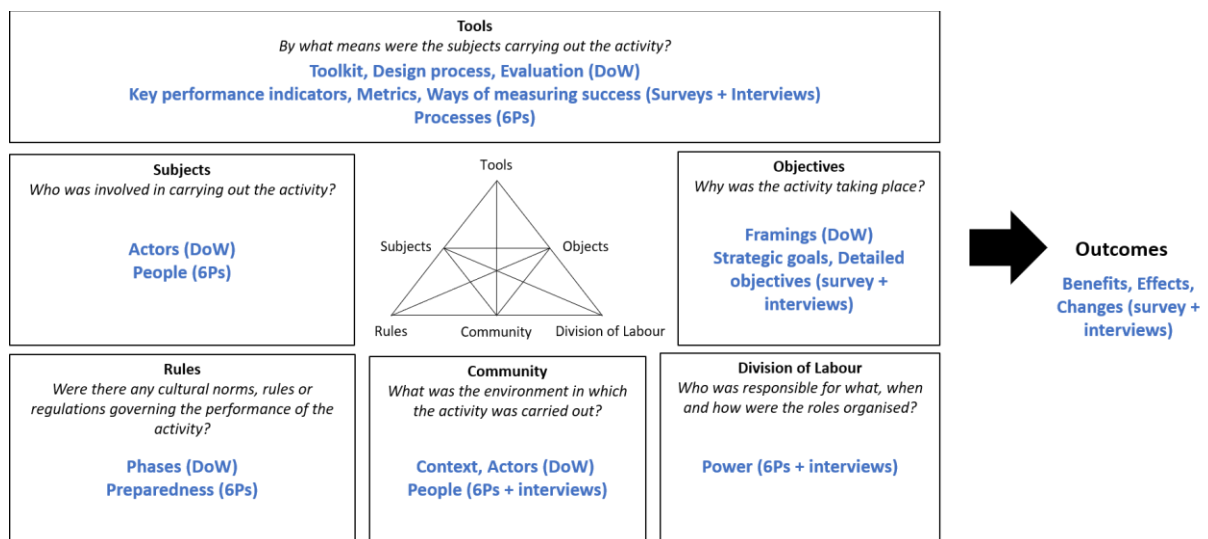 Tools
By what means were the subjects carrying out the activity?
Toolkit, Design process, Evaluation (DoW)
Key performance indicators, Metrics, Ways of measuring success (Surveys + Interviews)
Processes (6Ps)
Subjects
Who was involved in carrying out the activity?
Actors (DoW)
People (6Ps)
Tools
Subjects
Objects
Rules
Community
Division of Labour
Objectives
Why was the activity taking place?
Framings (DoW)
Strategic goals, Detailed
objectives (survey +
interviews)
Outcomes
Benefits, Effects,
Changes (survey +
interviews)
Rules
Were there any cultural norms, rules or
regulations governing the performance of the
activity?
Phases (DoW)
Preparedness (6Ps)
Community
What was the environment in which
the activity was carried out?
Context, Actors (DoW)
People (6Ps + interviews)
Division of Labour
Who was responsible for what, when
and how were the roles organised?
Power (6Ps + interviews)